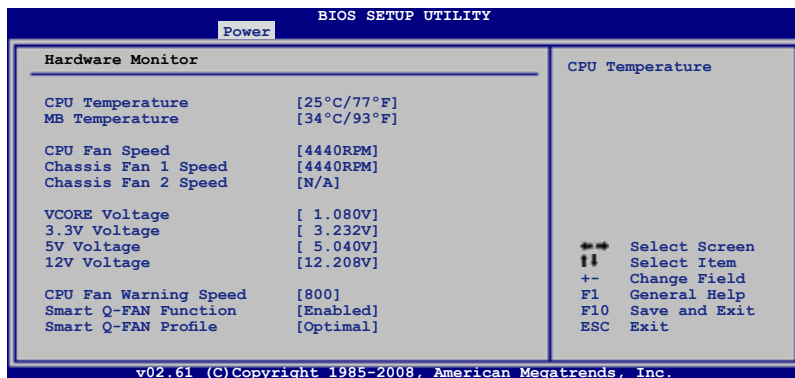 BIOS SETUP UTILITY
Power
Hardware Monitor
CPU Temperature [25°C/77°F]
MB Temperature [34°C/93°F]
CPU Fan Speed [4440RPM]
Chassis Fan 1 Speed [4440RPM]
Chassis Fan 2 Speed [N/A]
VCORE Voltage [ 1.080V]
3.3V Voltage [ 3.232V]
5V Voltage [ 5.040V]
12V Voltage [12.208V]
CPU Fan Warning Speed [800]
Smart Q-FAN Function [Enabled]
Smart Q-FAN Profile [Optimal]
CPU Temperature
←→ Select Screen
↑↓ Select Item
+- Change Field
F1 General Help
F10 Save and Exit
ESC Exit
v02.61 (C)Copyright 1985-2008, American Megatrends, Inc.